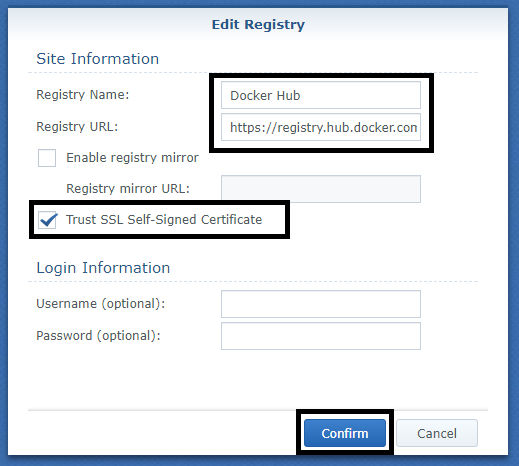 Edit Registry
Site Information
Registry Name: Docker Hub
Registry URL: https://registry.hub.docker.com
Enable registry mirror
Registry mirror URL:
Trust SSL Self-Signed Certificate
Login Information
Username (optional):
Password (optional):
Confirm Cancel